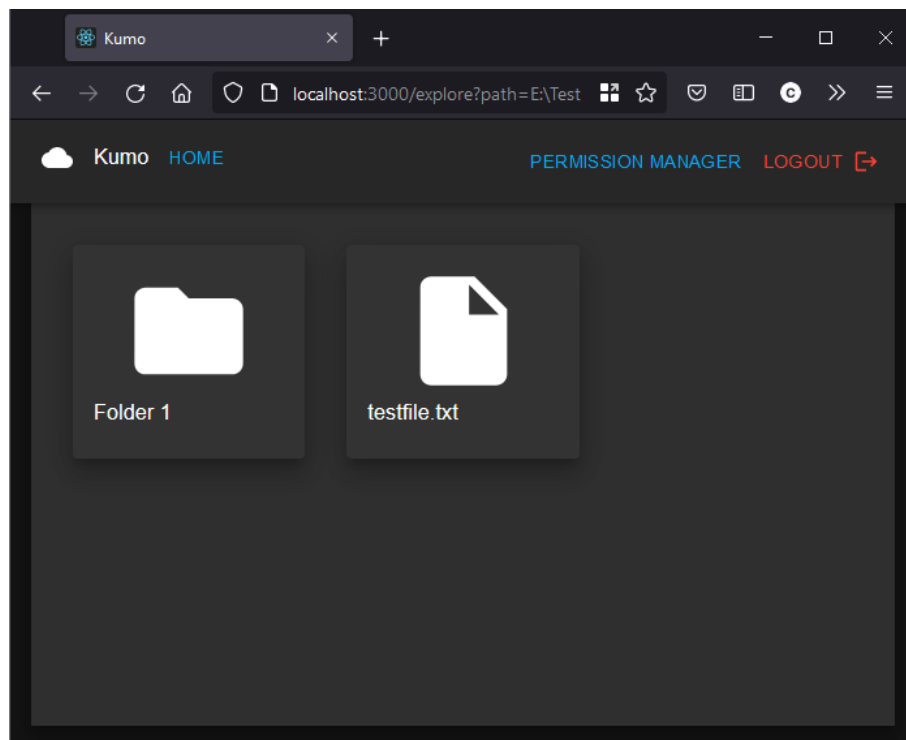 Kumo
localhost:3000/explore?path=E:\Test
Kumo HOME PERMISSION MANAGER LOGOUT
Folder 1 testfile.txt